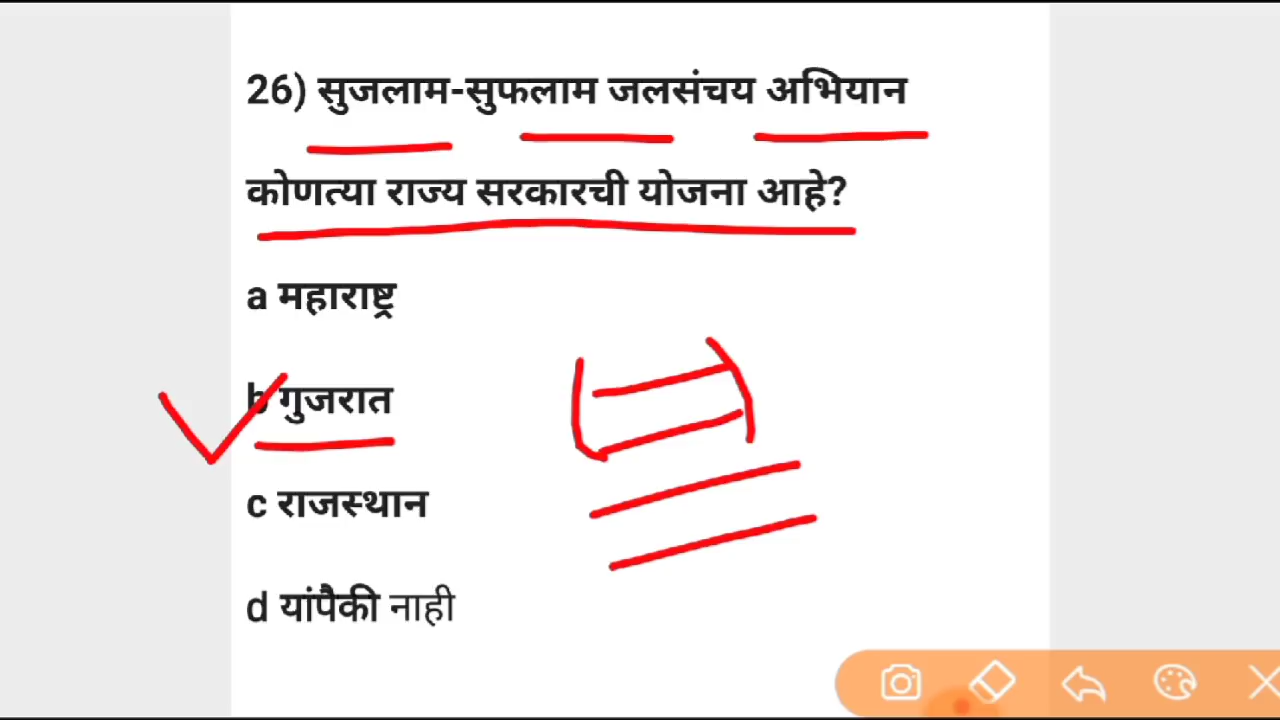 26) सुजलाम-सुफलाम जलसंचय अभियान
कोणत्या राज्य सरकारची योजना आहे?
a महाराष्ट्र
b गुजरात
c राजस्थान
d यांपैकी नाही